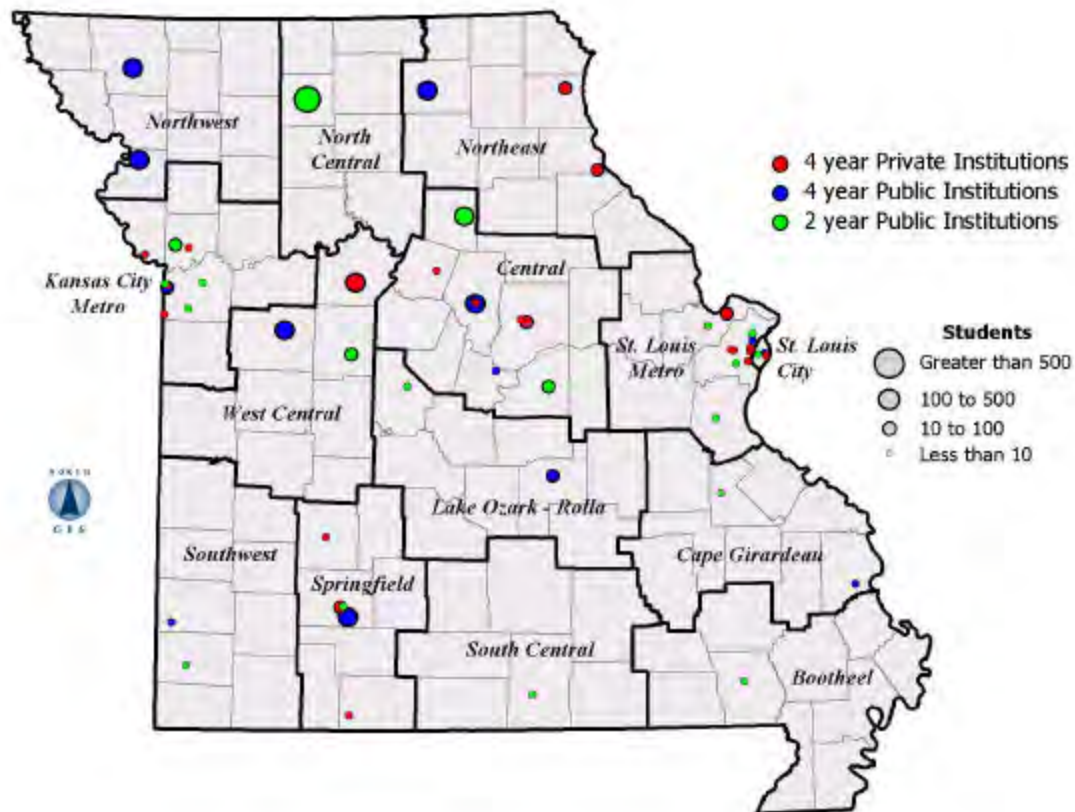 Northwest
North
Central
Northeast
4 year Private Institutions
4 year Public Institutions
2 year Public Institutions
Kansas City
Metro
Central
St. Louis
Metro
St. Louis
City
Students
Greater than 500
100 to 500
10 to 100
Less than 10
West Central
NORTH
Lake Ozark - Rolla
Southwest
Springfield
Cape Girardeau
South Central
Bootheel